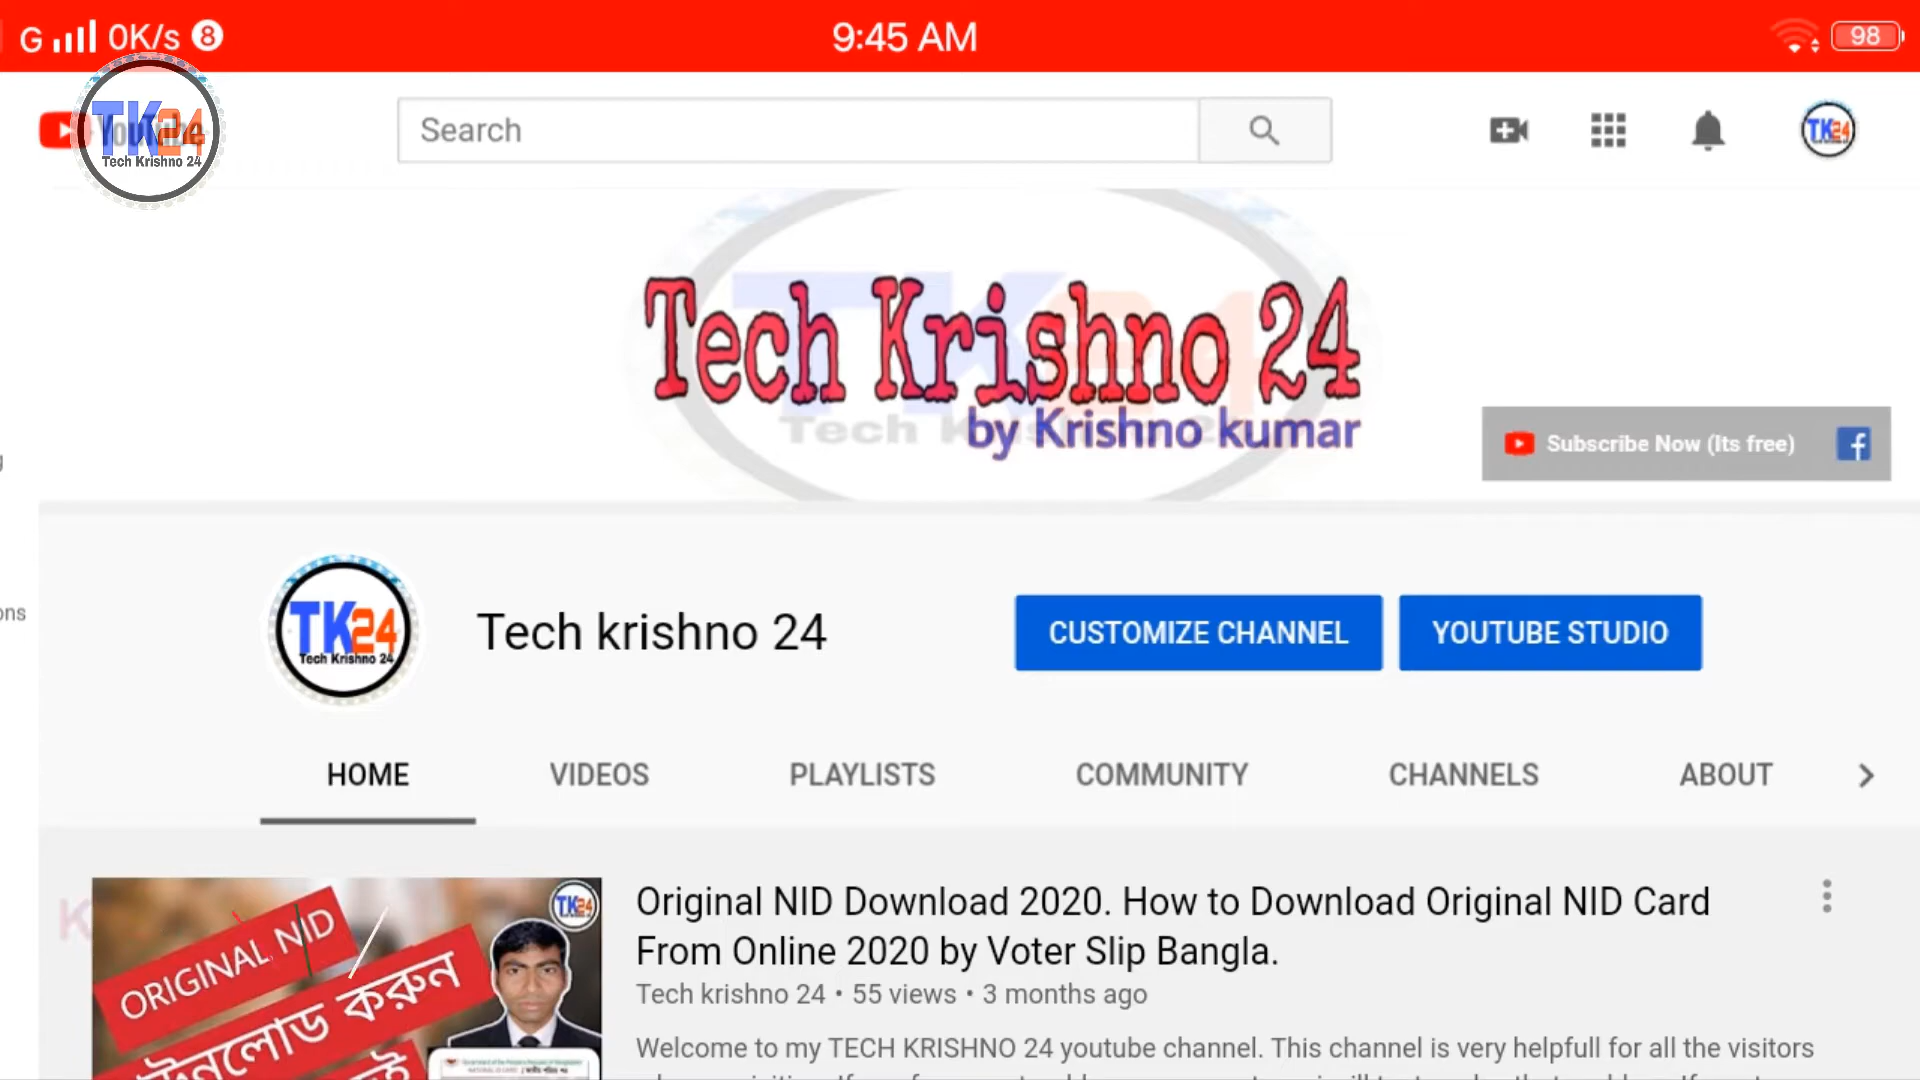 G 0K/s 8 9:45 AM 98
TK24
Tech Krishno 24
Search
TK24
Tech Krishno 24
by Krishno kumar
Subscribe Now (Its free)
ons
TK24
Tech Krishno 24
Tech krishno 24
CUSTOMIZE CHANNEL
YOUTUBE STUDIO
HOME VIDEOS PLAYLISTS COMMUNITY CHANNELS ABOUT
TK24
ORIGINAL NID
করুন
Original NID Download 2020. How to Download Original NID Card
From Online 2020 by Voter Slip Bangla.
Tech krishno 24 • 55 views • 3 months ago
Welcome to my TECH KRISHNO 24 youtube channel. This channel is very helpfull for all the visitors